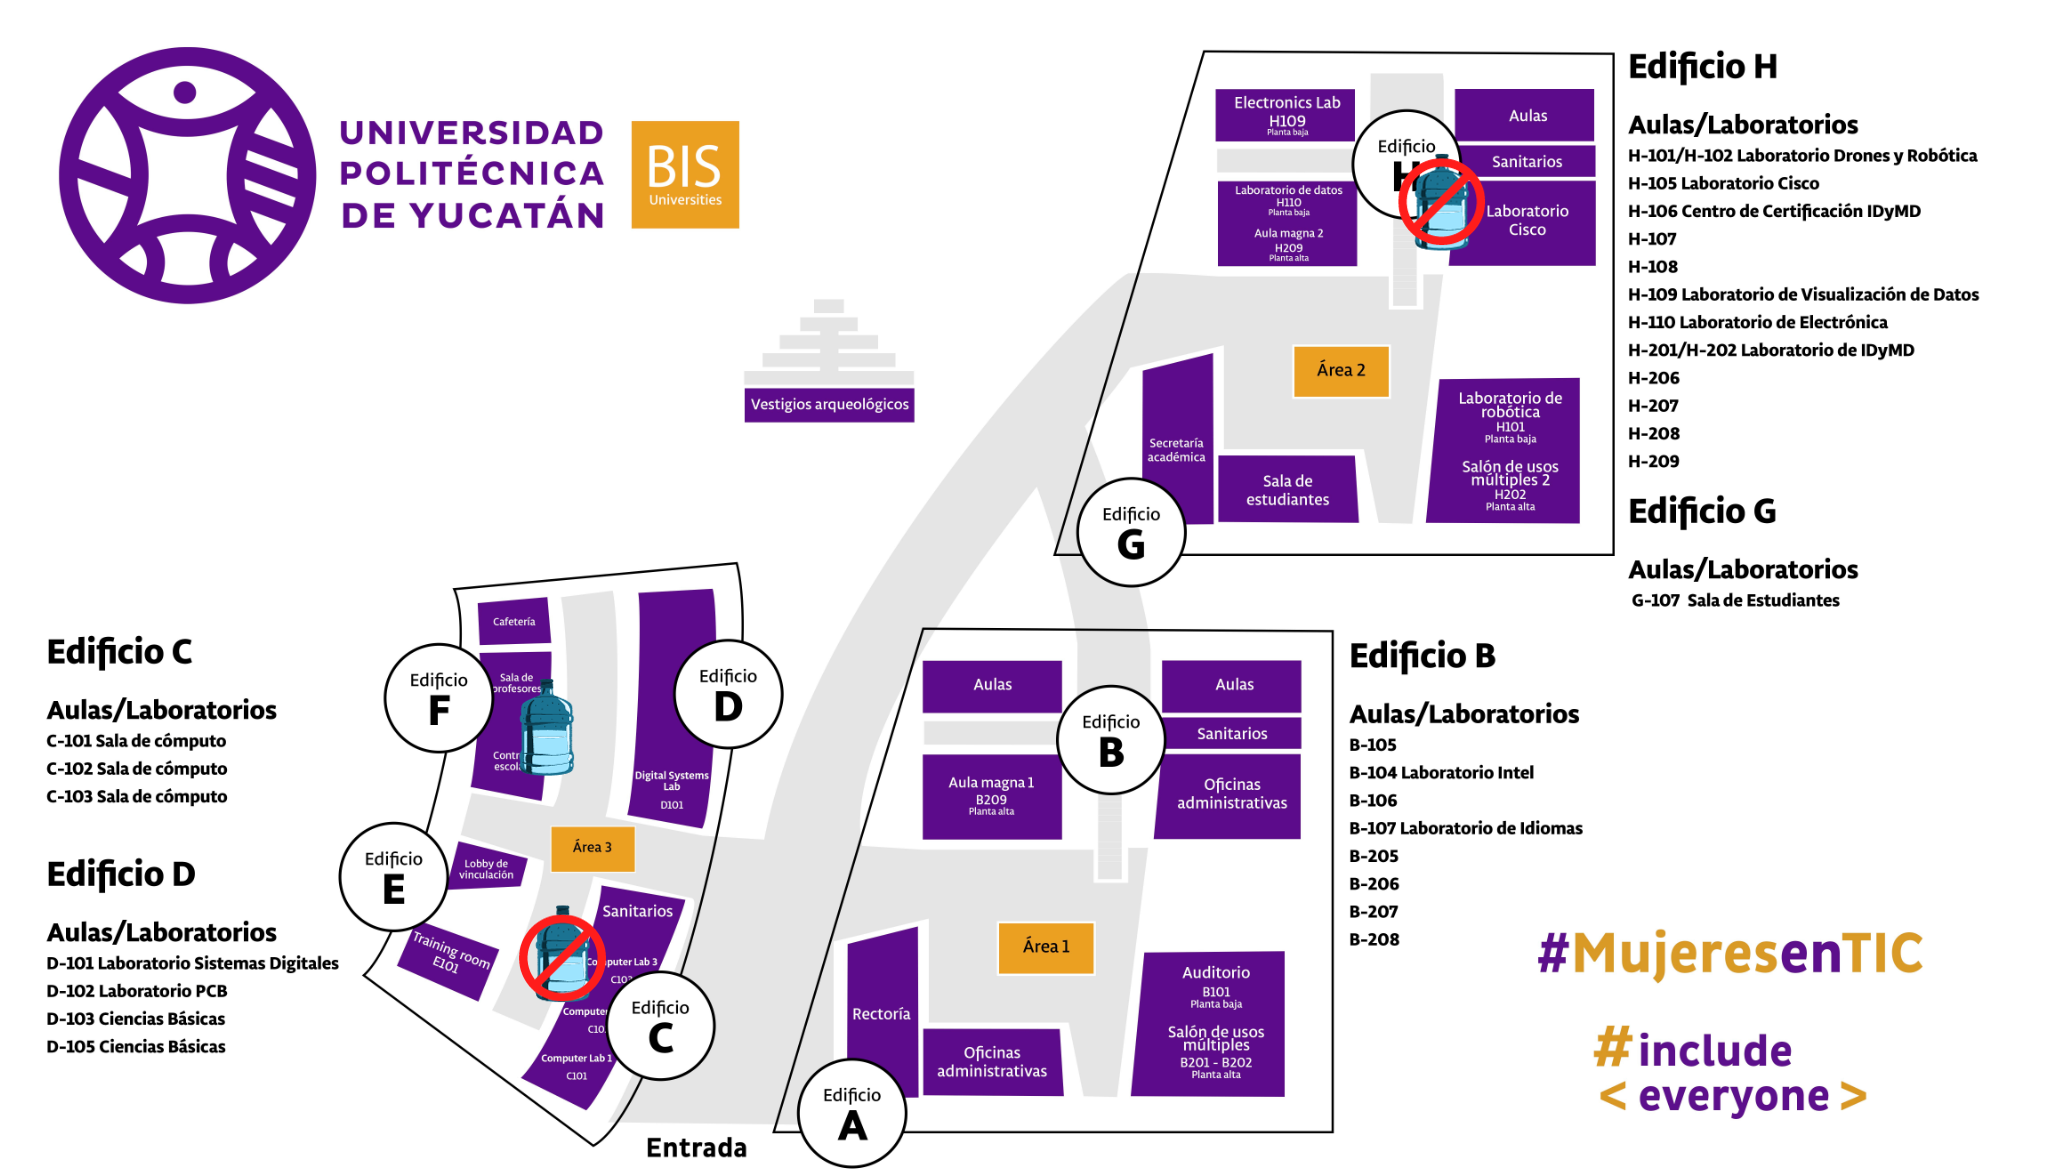 UNIVERSIDAD
POLITÉCNICA
DE YUCATÁN
BIS
Universities
Vestigios arqueológicos
Electronics Lab
H109
Planta baja
Laboratorio de datos
H110
Planta baja
Aula magna 2
H209
Planta alta
Edificio
H
Aulas
Sanitarios
Laboratorio
Cisco
Área 2
Secretaría
académica
Sala de
estudiantes
Laboratorio de
robótica
H101
Planta baja
Salón de usos
múltiples 2
H202
Planta alta
Edificio
G
Edificio H
Aulas/Laboratorios
H-101/H-102 Laboratorio Drones y Robótica
H-105 Laboratorio Cisco
H-106 Centro de Certificación IDyMD
H-107
H-108
H-109 Laboratorio de Visualización de Datos
H-110 Laboratorio de Electrónica
H-201/H-202 Laboratorio de IDyMD
H-206
H-207
H-208
H-209
Edificio G
Aulas/Laboratorios
G-107 Sala de Estudiantes
Edificio C
Aulas/Laboratorios
C-101 Sala de cómputo
C-102 Sala de cómputo
C-103 Sala de cómputo
Edificio D
Aulas/Laboratorios
D-101 Laboratorio Sistemas Digitales
D-102 Laboratorio PCB
D-103 Ciencias Básicas
D-105 Ciencias Básicas
Cafetería
Sala de
profesores
Edificio
F
Edificio
D
Digital Systems
Lab
D101
Área 3
Edificio
E
Lobby de
vinculación
Training room
E101
Sanitarios
Computer Lab 3
Computer
Computer Lab 1
C101
Edificio
C
Entrada
Aulas
Aulas
Edificio
B
Sanitarios
Aula magna 1
B209
Planta alta
Oficinas
administrativas
Área 1
Rectoría
Oficinas
administrativas
Auditorio
B101
Planta baja
Salón de usos
múltiples
B201 - B202
Planta alta
Edificio
A
Edificio B
Aulas/Laboratorios
B-105
B-104 Laboratorio Intel
B-106
B-107 Laboratorio de Idiomas
B-205
B-206
B-207
B-208
#MujeresenTIC
#include
< everyone >